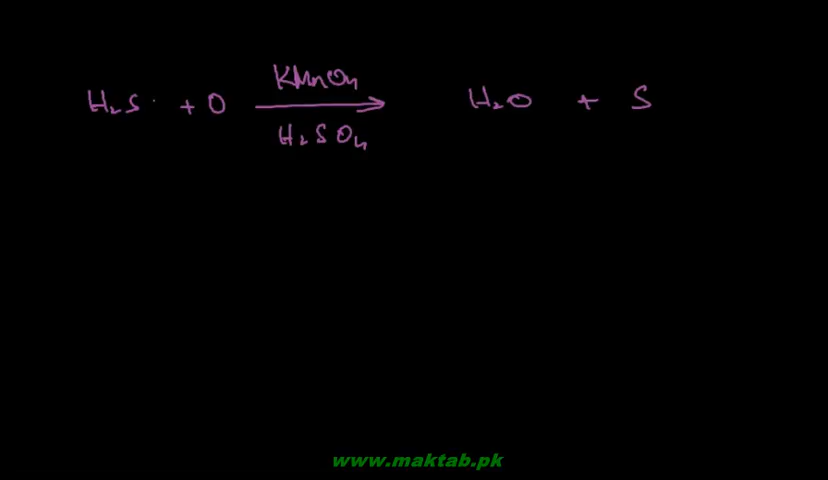 KMnO4
H2S + O → H2O + S
H2SO4
www.maktab.pk